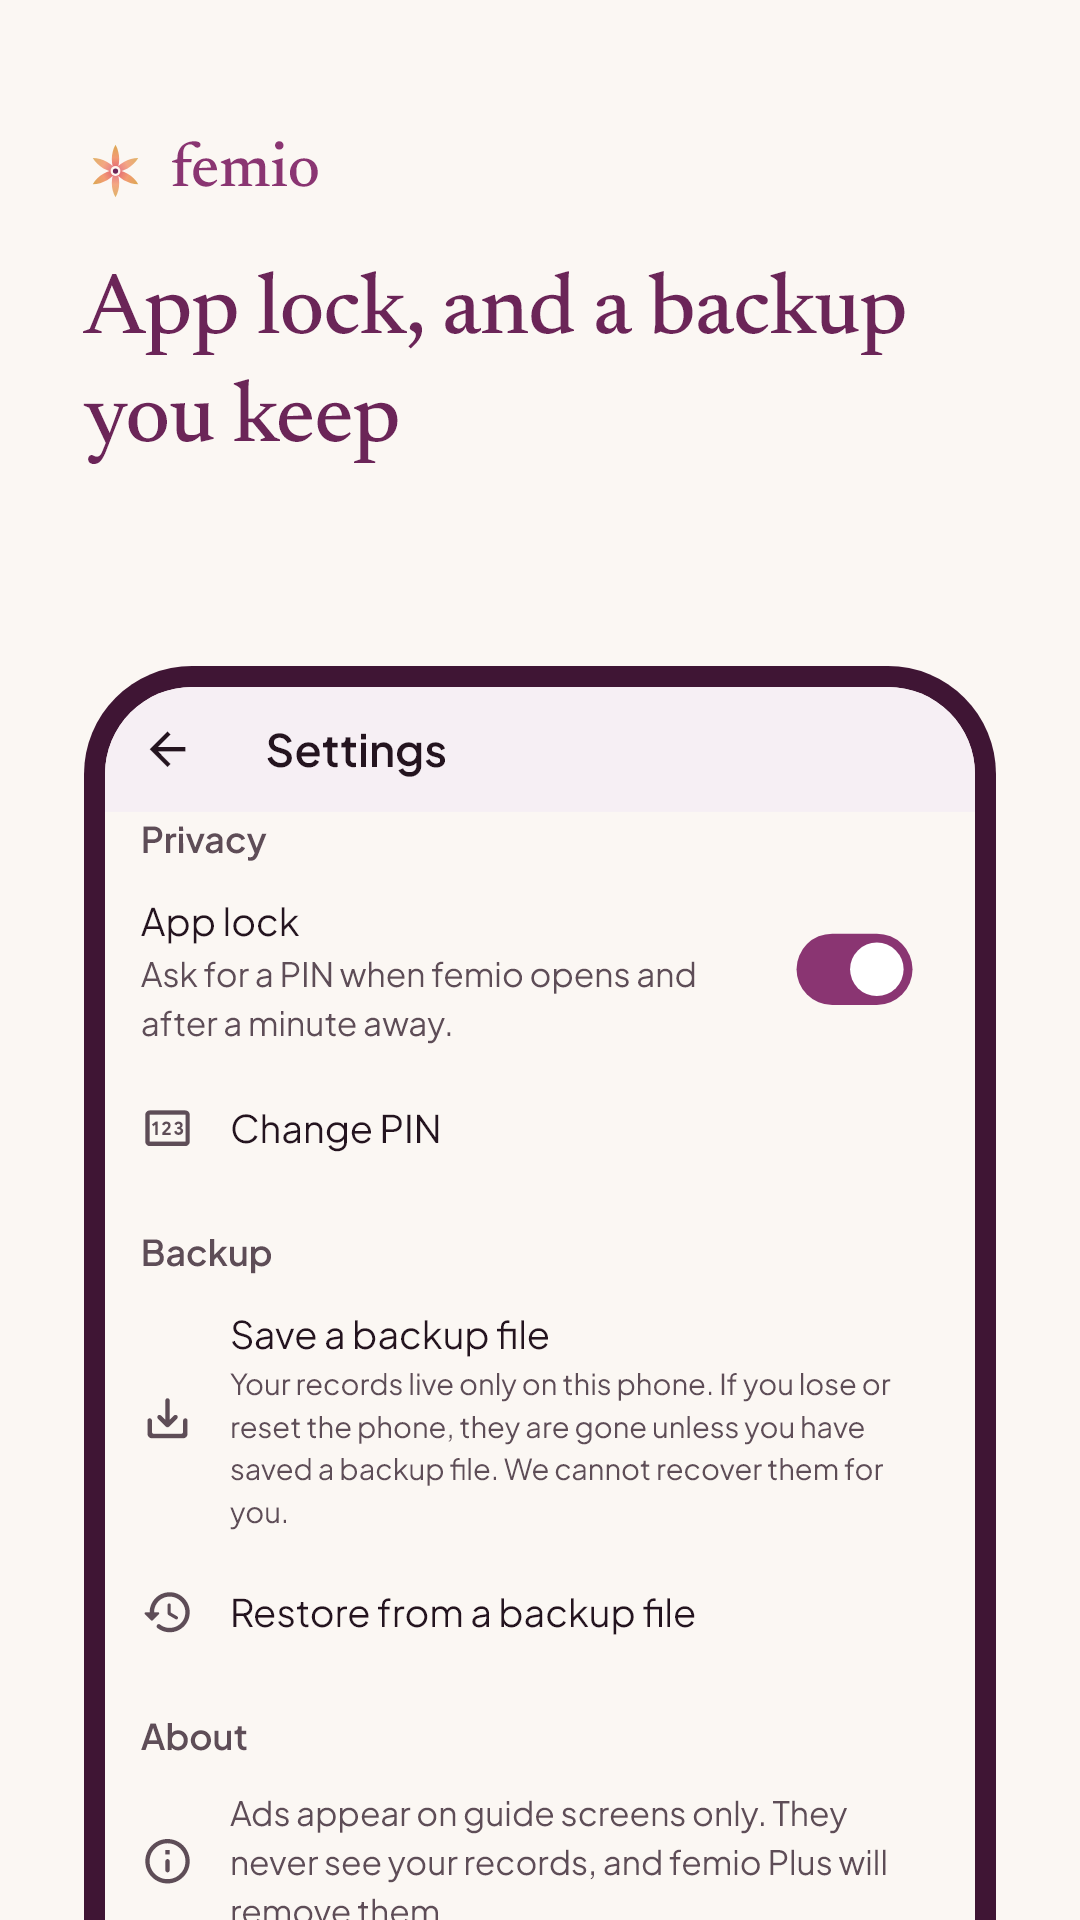 femio
App lock, and a backup
you keep
Settings
Privacy
App lock
Ask for a PIN when femio opens and
after a minute away.
123
Change PIN
Backup
Save a backup file
Your records live only on this phone. If you lose or
reset the phone, they are gone unless you have
saved a backup file. We cannot recover them for
you.
Restore from a backup file
About
Ads appear on guide screens only. They
never see your records, and femio Plus will
remove them